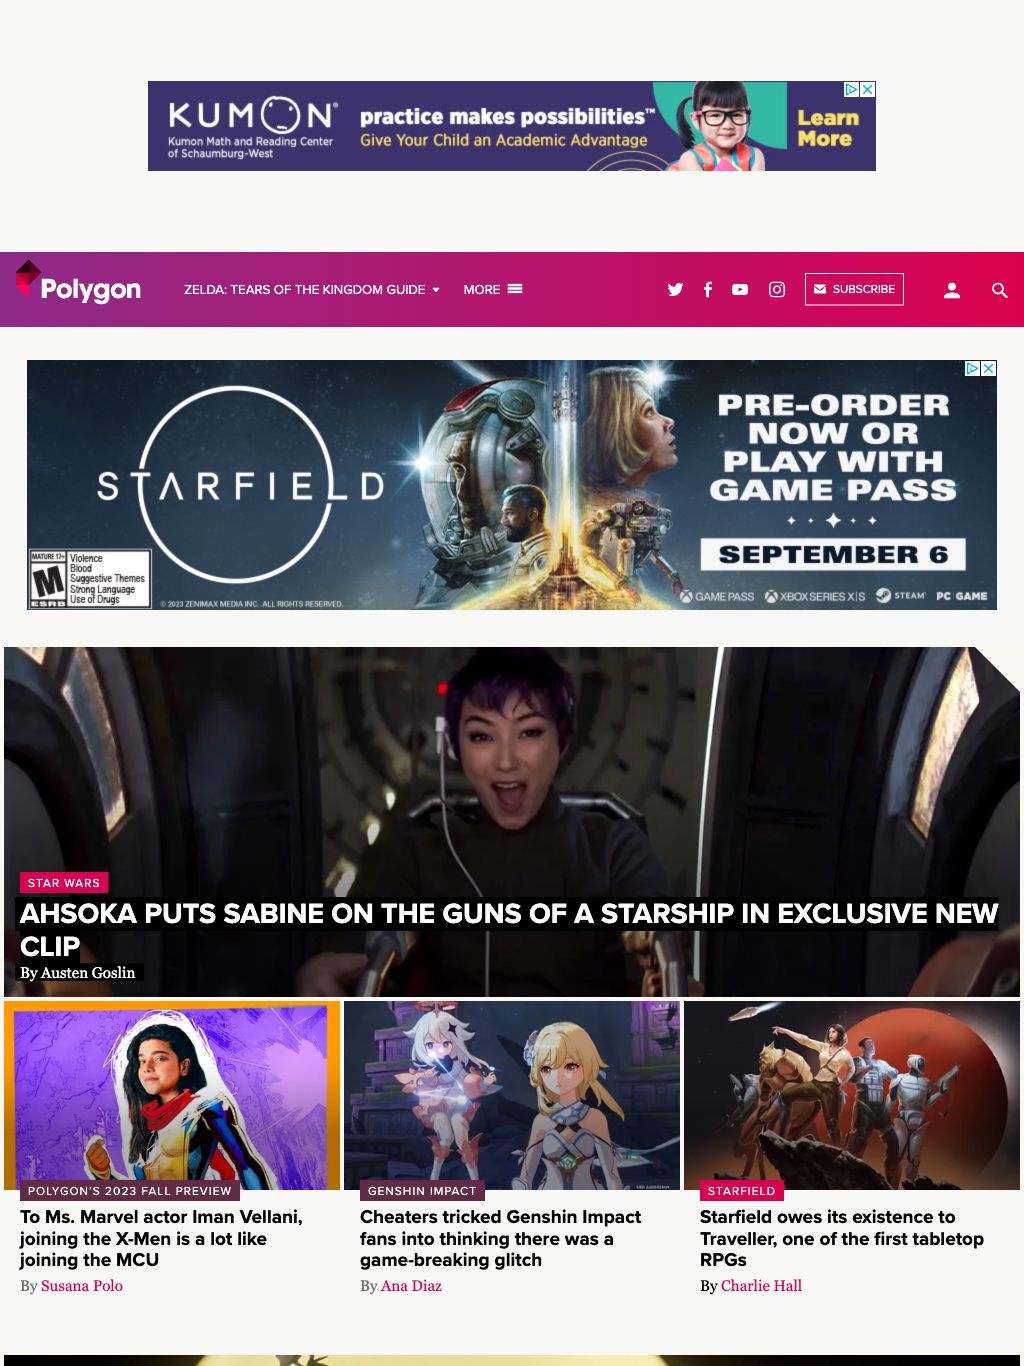 KUMON®
Kumon Math and Reading Center
of Schaumburg-West
practice makes possibilities™
Give Your Child an Academic Advantage
Learn
More
Polygon
ZELDA: TEARS OF THE KINGDOM GUIDE
MORE
SUBSCRIBE
STARFIELD
PRE-ORDER
NOW OR
PLAY WITH
GAME PASS
SEPTEMBER 6
MATURE 17+
M
ESRB
Violence
Blood
Suggestive Themes
Strong Language
Use of Drugs
© 2023 ZENIMAX MEDIA INC. ALL RIGHTS RESERVED.
GAME PASS
XBOX SERIES X|S
STEAM
PC GAME
STAR WARS
AHSOKA PUTS SABINE ON THE GUNS OF A STARSHIP IN EXCLUSIVE NEW
CLIP
By Austen Goslin
POLYGON'S 2023 FALL PREVIEW
To Ms. Marvel actor Iman Vellani,
joining the X-Men is a lot like
joining the MCU
By Susana Polo
GENSHIN IMPACT
Cheaters tricked Genshin Impact
fans into thinking there was a
game-breaking glitch
By Ana Diaz
STARFIELD
Starfield owes its existence to
Traveller, one of the first tabletop
RPGs
By Charlie Hall